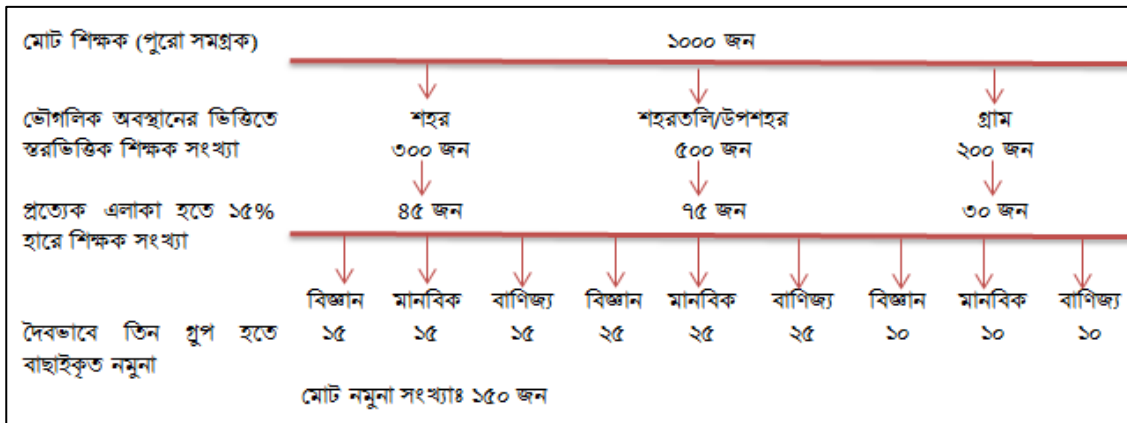 মোট শিক্ষক (পুরো সমগ্রক) ১০০০ জন
ভৌগলিক অবস্থানের ভিত্তিতে শহর শহরতলি/উপশহর গ্রাম
স্তরভিত্তিক শিক্ষক সংখ্যা ৩০০ জন ৫০০ জন ২০০ জন
প্রত্যেক এলাকা হতে ১৫% ৪৫ জন ৭৫ জন ৩০ জন
হারে শিক্ষক সংখ্যা
বিজ্ঞান মানবিক বাণিজ্য বিজ্ঞান মানবিক বাণিজ্য বিজ্ঞান মানবিক বাণিজ্য
দৈবভাবে তিন গ্রুপ হতে ১৫ ১৫ ১৫ ২৫ ২৫ ২৫ ১০ ১০ ১০
বাছাইকৃত নমুনা
মোট নমুনা সংখ্যাঃ ১৫০ জন